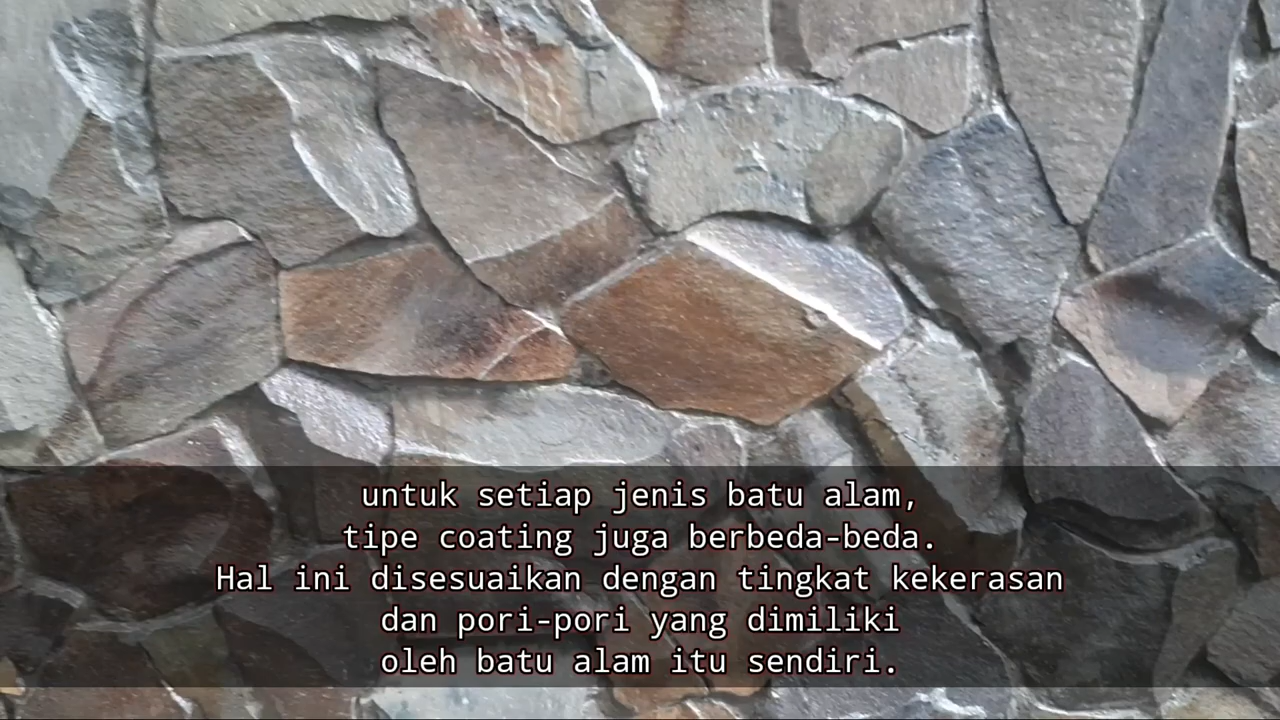 untuk setiap jenis batu alam,
tipe coating juga berbeda-beda.
Hal ini disesuaikan dengan tingkat kekerasan
dan pori-pori yang dimiliki
oleh batu alam itu sendiri.